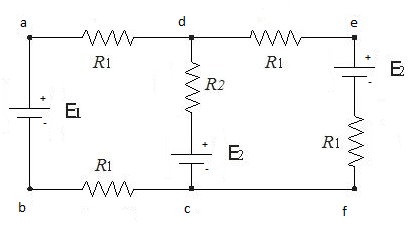 a
d
e
R1
R1
E2
+
-
R2
+
E1
-
R1
+
E2
-
R1
b
c
f